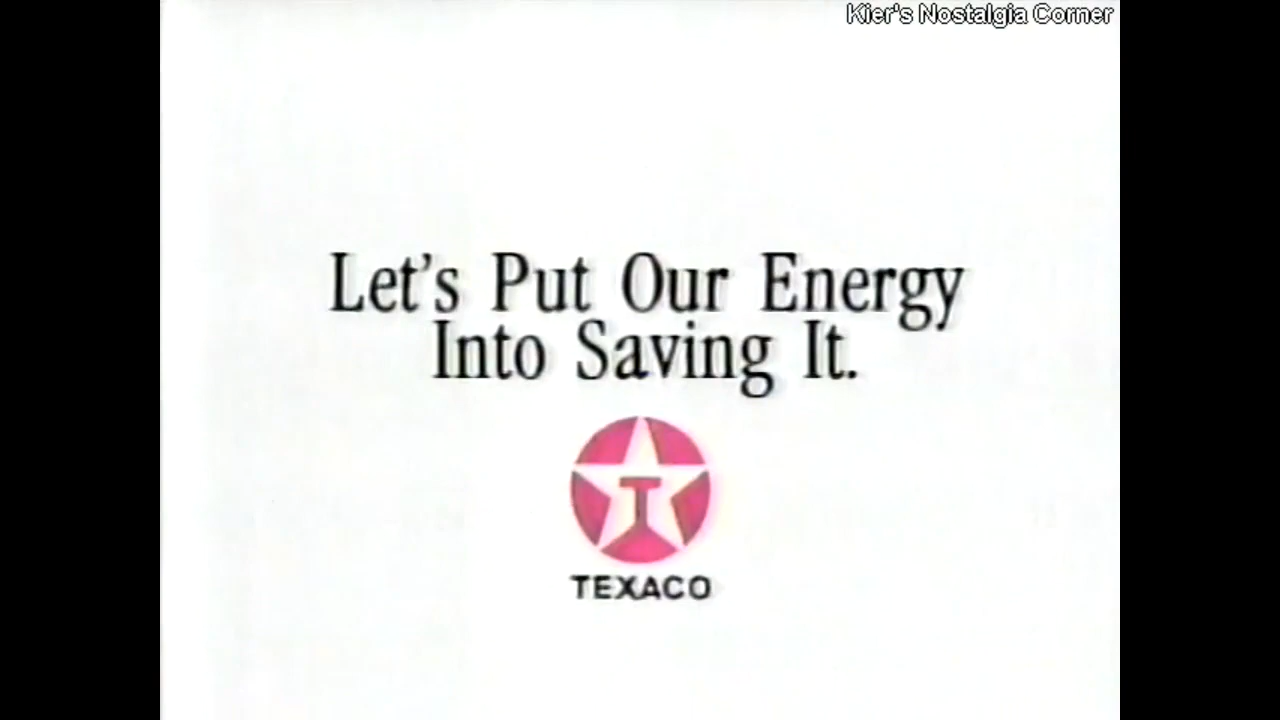 Kier's Nostalgia Corner
Let's Put Our Energy
Into Saving It.
T
TEXACO